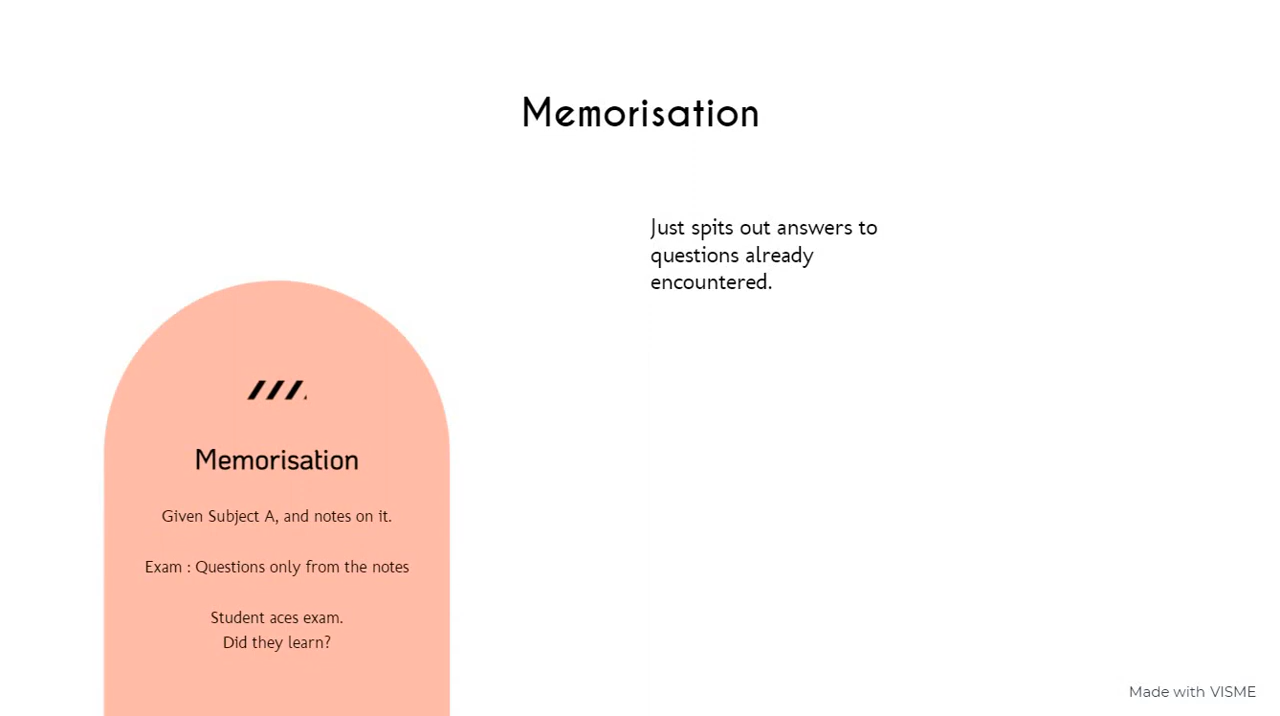 Memorisation
Just spits out answers to
questions already
encountered.
Memorisation
Given Subject A, and notes on it.
Exam : Questions only from the notes
Student aces exam.
Did they learn?
Made with VISME